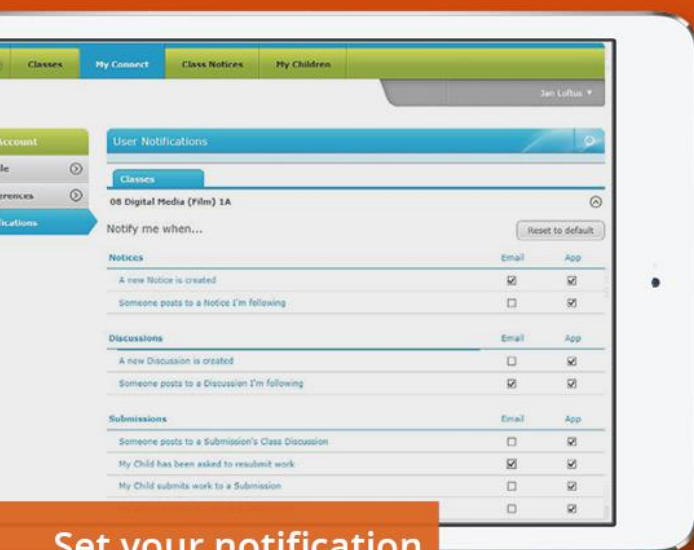 Classes My Connect Class Notices My Children
Jan Loftus
Account
User Notifications
Classes
08 Digital Media (Film) 1A
Notify me when...
Reset to default
Notices Email App
A new Notice is created
Someone posts to a Notice I'm following
Discussions Email App
A new Discussion is created
Someone posts to a Discussion I'm following
Submissions Email App
Someone posts to a Submission's Class Discussion
My Child has been asked to resubmit work
My Child submits work to a Submission
Set your notification